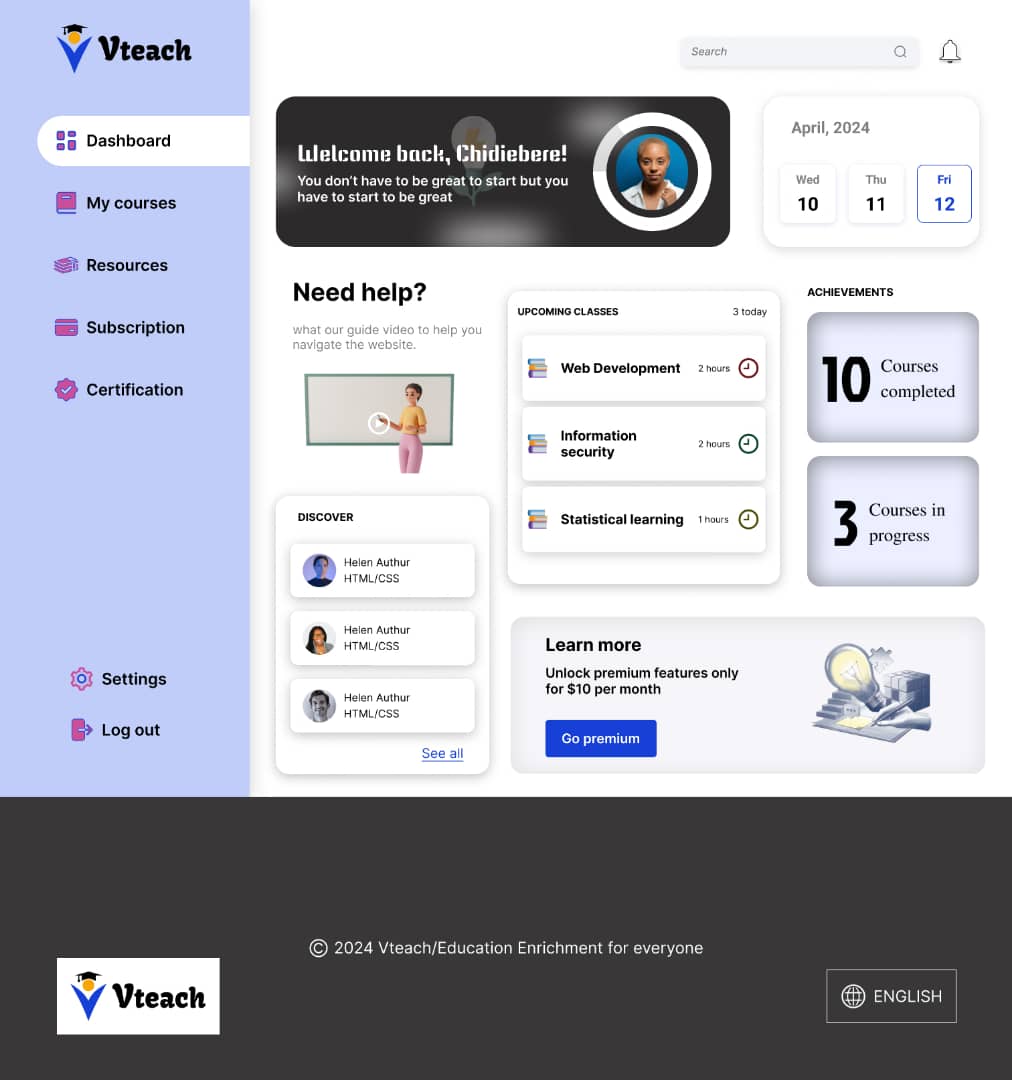 Vteach
Dashboard
My courses
Resources
Subscription
Certification
Settings
Log out
Search
Welcome back, Chidiebere!
You don’t have to be great to start but you
have to start to be great
April, 2024
Wed
10
Thu
11
Fri
12
Need help?
what our guide video to help you
navigate the website.
DISCOVER
Helen Authur
HTML/CSS
Helen Authur
HTML/CSS
Helen Authur
HTML/CSS
See all
UPCOMING CLASSES
3 today
Web Development
2 hours
Information
security
2 hours
Statistical learning
1 hours
ACHIEVEMENTS
10
Courses
completed
3
Courses in
progress
Learn more
Unlock premium features only
for $10 per month
Go premium
© 2024 Vteach/Education Enrichment for everyone
Vteach
ENGLISH